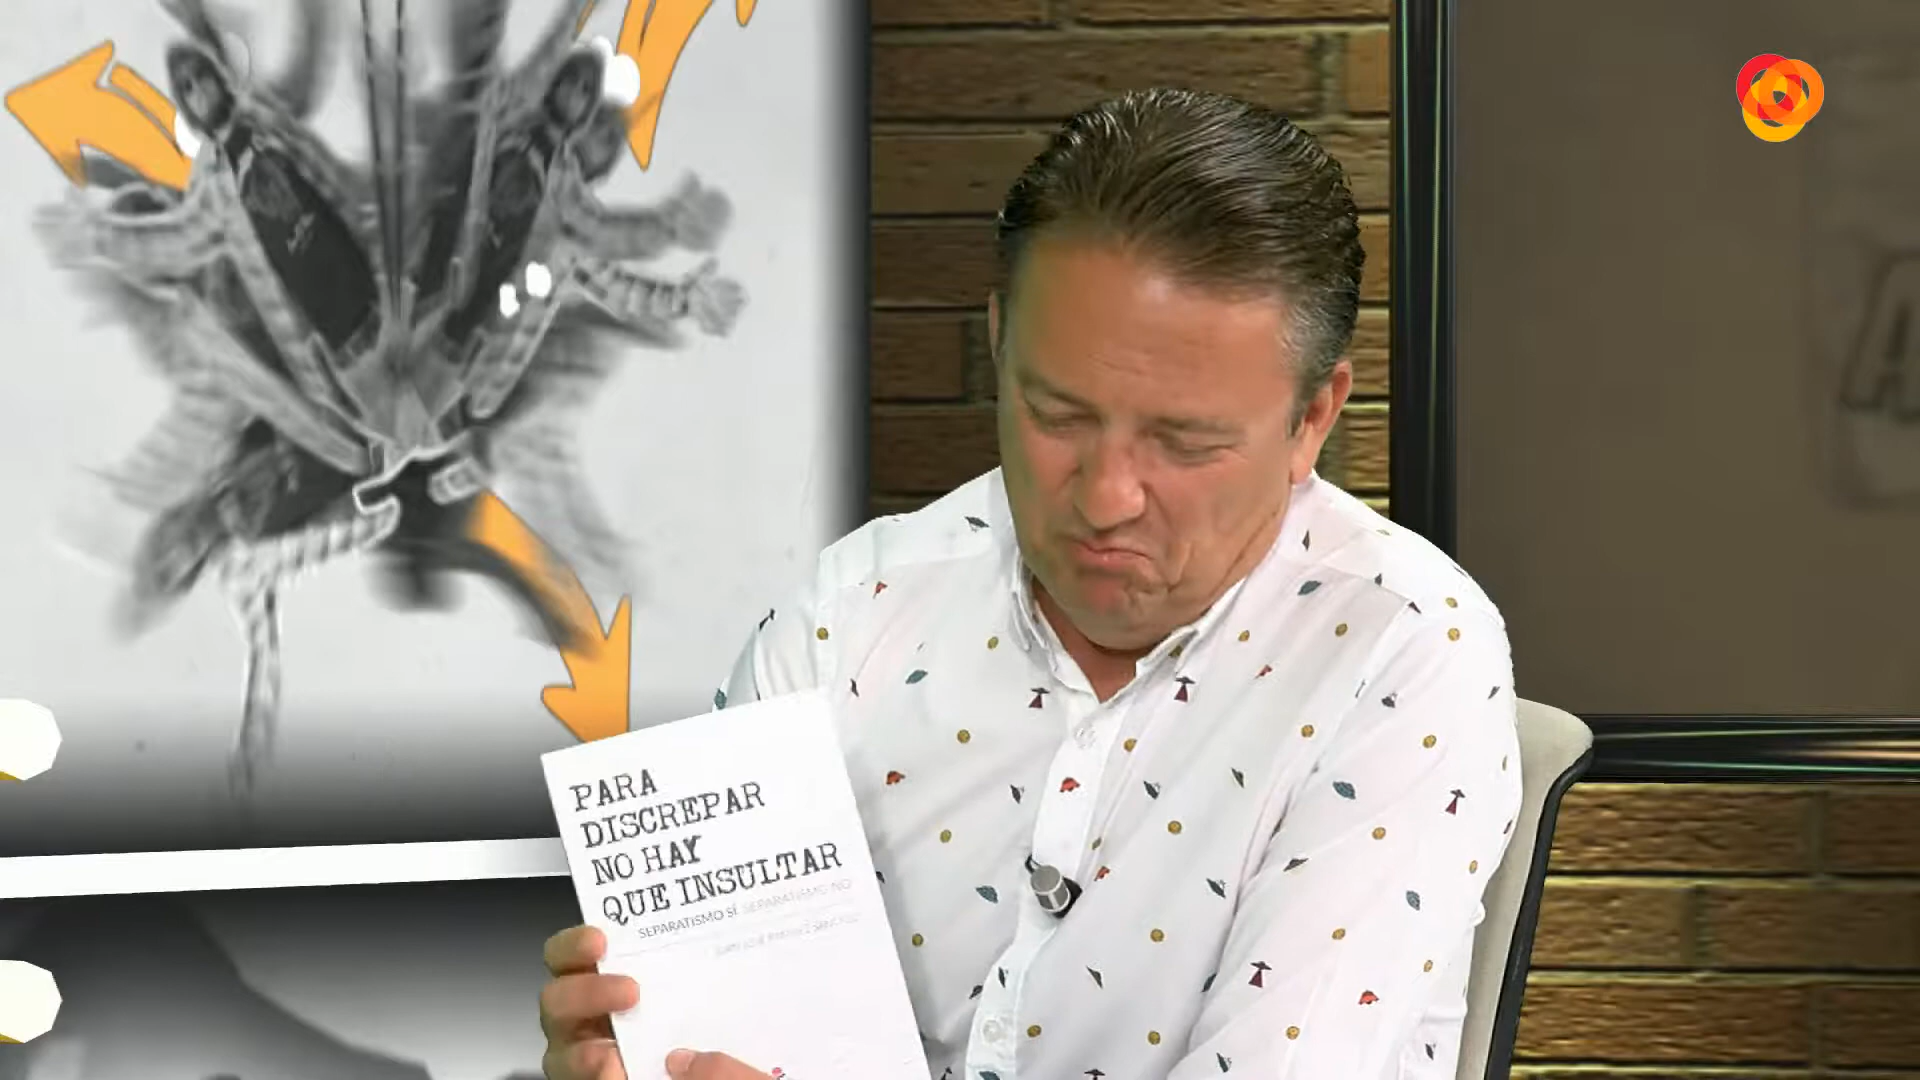 PARA
DISCREPAR
NO HAY
QUE INSULTAR
SEPARATISMO SÍ SEPARATISMO NO
A